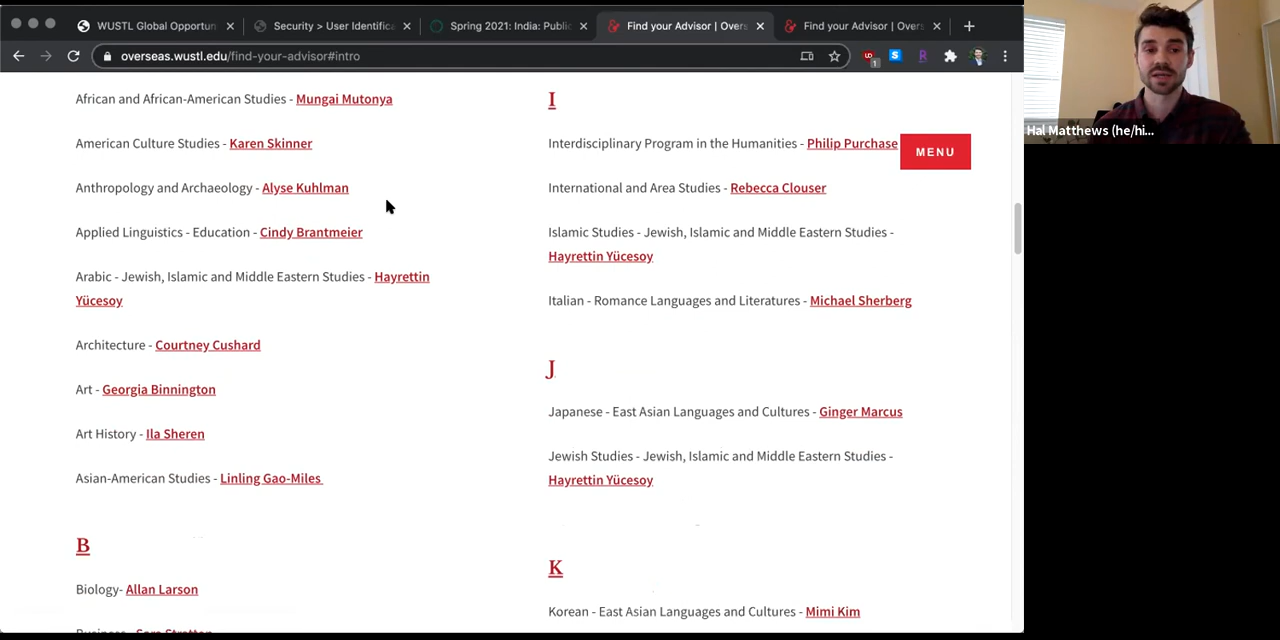 WUSTL Global Opportun
Security > User Identifica
Spring 2021: India: Public
Find your Advisor | Overs
Find your Advisor | Overs
overseas.wustl.edu/find-your-advisor#intro
Hal Matthews (he/hi...
MENU
African and African-American Studies - Mungai Mutonya
American Culture Studies - Karen Skinner
Anthropology and Archaeology - Alyse Kuhlman
Applied Linguistics - Education - Cindy Brantmeier
Arabic - Jewish, Islamic and Middle Eastern Studies - Hayrettin
Yücesoy
Architecture - Courtney Cushard
Art - Georgia Binnington
Art History - Ila Sheren
Asian-American Studies - Linling Gao-Miles
B
Biology- Allan Larson
I
Interdisciplinary Program in the Humanities - Philip Purchase
International and Area Studies - Rebecca Clouser
Islamic Studies - Jewish, Islamic and Middle Eastern Studies -
Hayrettin Yücesoy
Italian - Romance Languages and Literatures - Michael Sherberg
J
Japanese - East Asian Languages and Cultures - Ginger Marcus
Jewish Studies - Jewish, Islamic and Middle Eastern Studies -
Hayrettin Yücesoy
K
Korean - East Asian Languages and Cultures - Mimi Kim